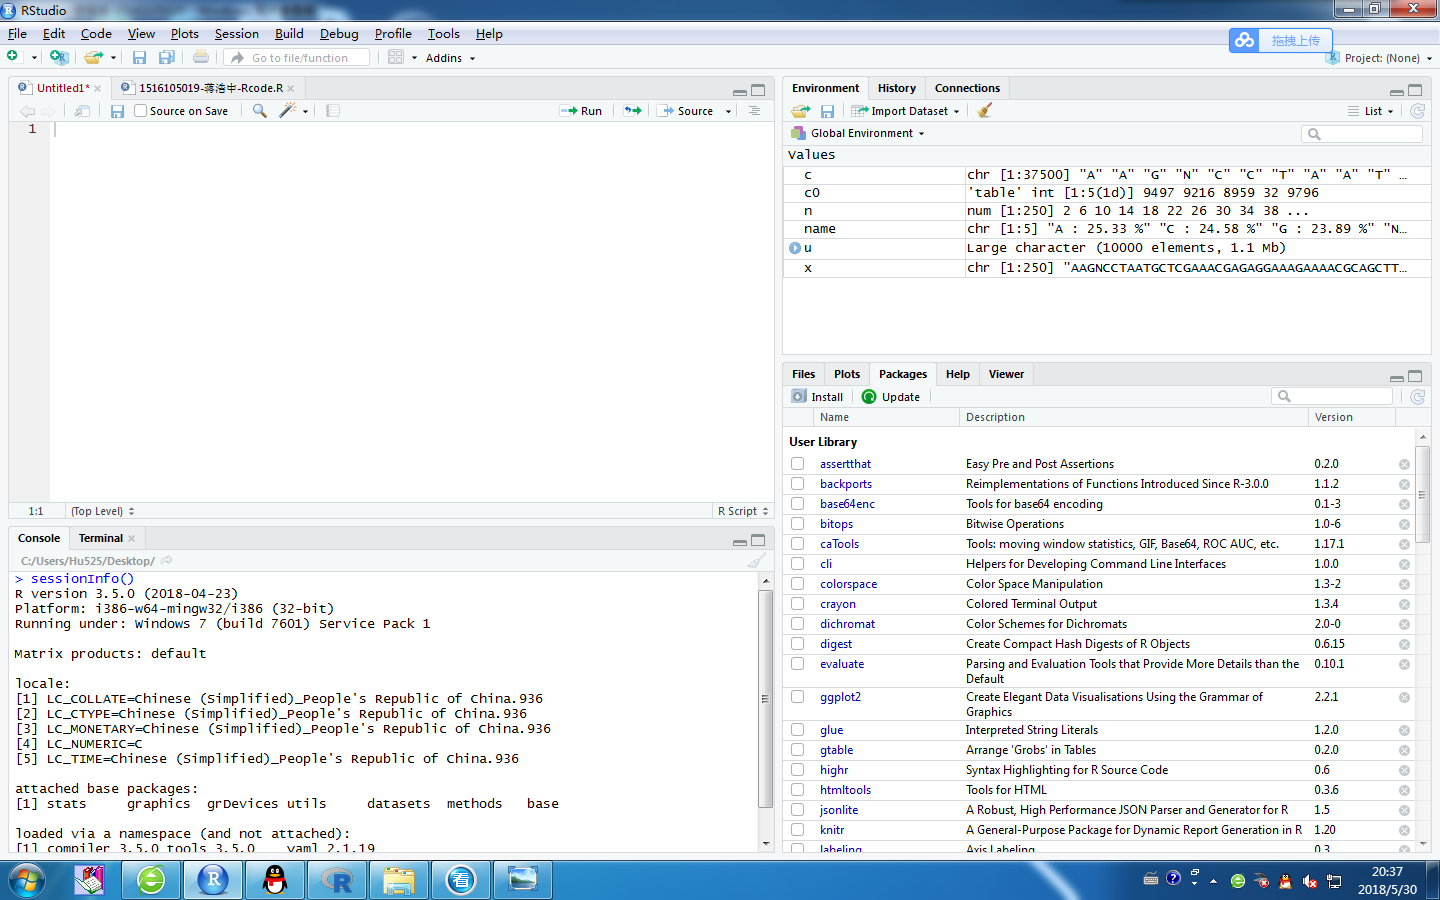 RStudio
File Edit Code View Plots Session Build Debug Profile Tools Help
拖拽上传
Go to file/function
Addins
Project: (None)
Untitled1*
1516105019-蒋浩中-Rcode.R
Source on Save
Run
Source
1
1:1
(Top Level)
R Script
Console Terminal
C:/Users/Hu525/Desktop/
> sessionInfo()
R version 3.5.0 (2018-04-23)
Platform: i386-w64-mingw32/i386 (32-bit)
Running under: Windows 7 (build 7601) Service Pack 1
Matrix products: default
locale:
[1] LC_COLLATE=Chinese (Simplified)_People's Republic of China.936
[2] LC_CTYPE=Chinese (Simplified)_People's Republic of China.936
[3] LC_MONETARY=Chinese (Simplified)_People's Republic of China.936
[4] LC_NUMERIC=C
[5] LC_TIME=Chinese (Simplified)_People's Republic of China.936
attached base packages:
[1] stats graphics grDevices utils datasets methods base
loaded via a namespace (and not attached):
[1] compiler_3.5.0 tools_3.5.0 yaml_2.1.19
Environment History Connections
Import Dataset
List
Global Environment
Values
c chr [1:37500] "A" "A" "G" "N" "C" "C" "T" "A" "A" "T" …
c0 'table' int [1:5(1d)] 9497 9216 8959 32 9796
n num [1:250] 2 6 10 14 18 22 26 30 34 38 ...
name chr [1:5] "A : 25.33 %" "C : 24.58 %" "G : 23.89 %" "N…
u Large character (10000 elements, 1.1 Mb)
x chr [1:250] "AAGNCCTAATGCTCGAAACGAGAGGAAAGAAAACGCAGCTT…
Files Plots Packages Help Viewer
Install
Update
Name Description Version
User Library
assertthat Easy Pre and Post Assertions 0.2.0
backports Reimplementations of Functions Introduced Since R-3.0.0 1.1.2
base64enc Tools for base64 encoding 0.1-3
bitops Bitwise Operations 1.0-6
caTools Tools: moving window statistics, GIF, Base64, ROC AUC, etc. 1.17.1
cli Helpers for Developing Command Line Interfaces 1.0.0
colorspace Color Space Manipulation 1.3-2
crayon Colored Terminal Output 1.3.4
dichromat Color Schemes for Dichromats 2.0-0
digest Create Compact Hash Digests of R Objects 0.6.15
evaluate Parsing and Evaluation Tools that Provide More Details than the 0.10.1
Default
ggplot2 Create Elegant Data Visualisations Using the Grammar of 2.2.1
Graphics
glue Interpreted String Literals 1.2.0
gtable Arrange 'Grobs' in Tables 0.2.0
highr Syntax Highlighting for R Source Code 0.6
htmltools Tools for HTML 0.3.6
jsonlite A Robust, High Performance JSON Parser and Generator for R 1.5
knitr A General-Purpose Package for Dynamic Report Generation in R 1.20
labeling Axis Labeling 0.3
看
20:37
2018/5/30